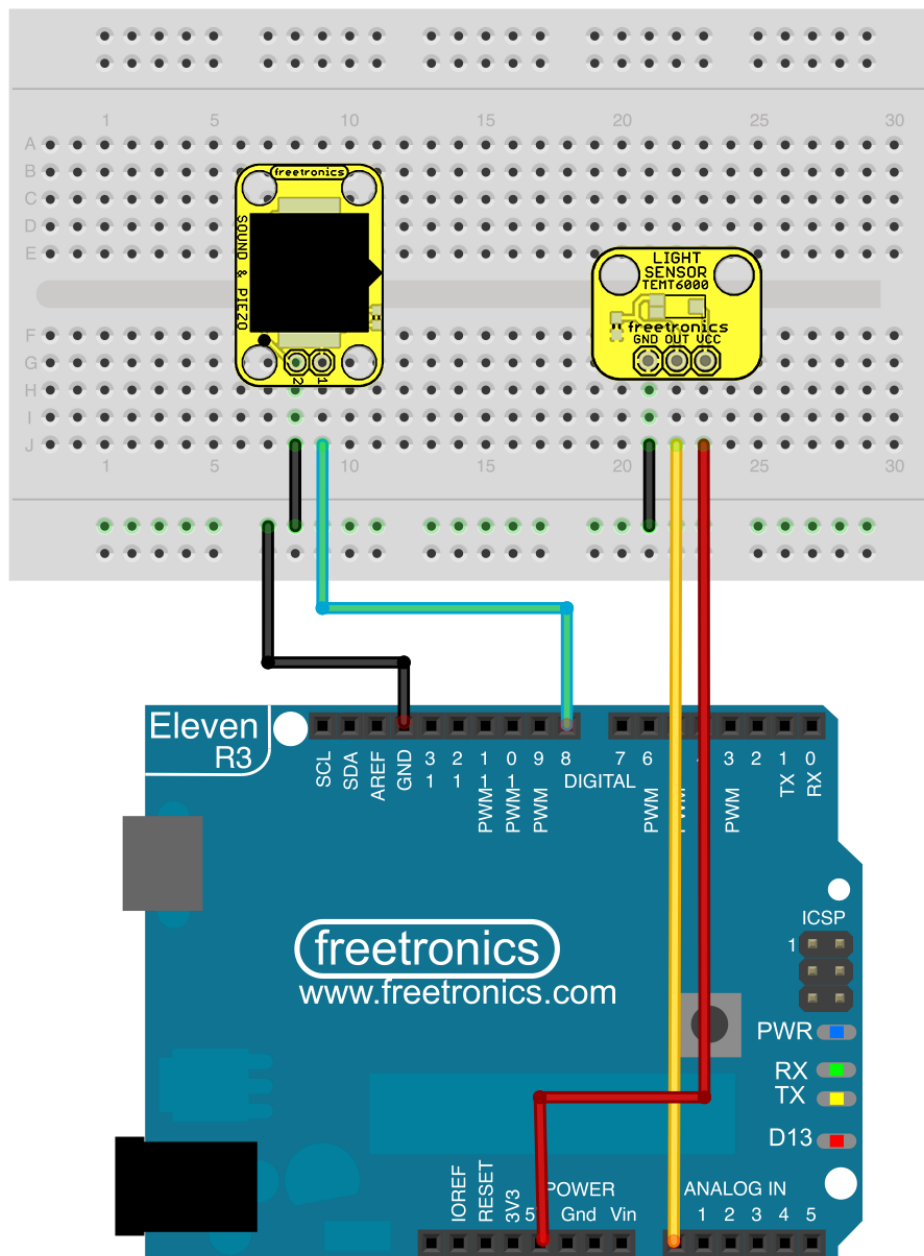 1 5 10 15 20 25 30
A
B
C
D
E
F
G
H
I
J
freetronics
SOUND & PIEZO
2 1
LIGHT
SENSOR
TEMT6000
freetronics
GND OUT VCC
1 5 10 15 20 25 30
Eleven
R3
SCL SDA AREF GND 13 12 PWM-11 PWM-10 PWM 9 8
DIGITAL
7 PWM 6 PWM 4 PWM 3 2 TX 1 RX 0
freetronics
www.freetronics.com
ICSP
1
PWR
RX
TX
D13
IOREF RESET 3V3 5 Gnd Vin
POWER
ANALOG IN
1 2 3 4 5